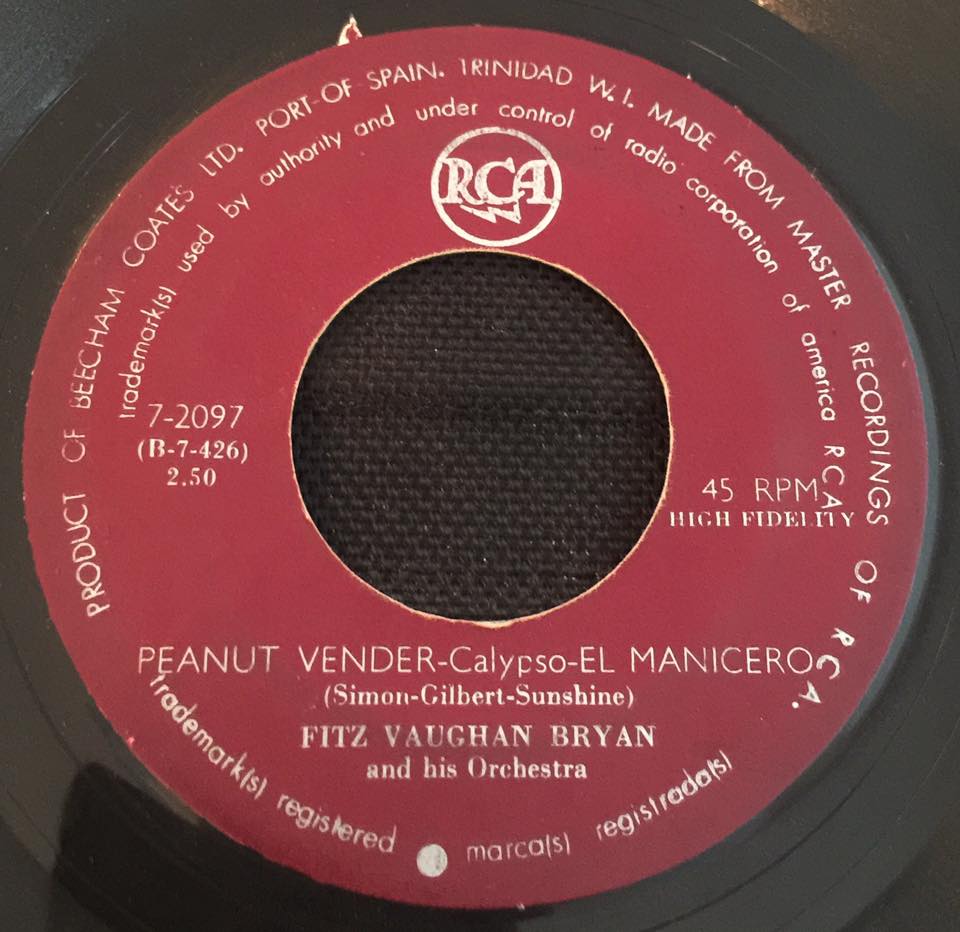 PRODUCT OF BEECHAM COATES LTD. PORT-OF SPAIN. TRINIDAD W.I. MADE FROM MASTER RECORDINGS OF RCA.
trademark(s) used by authority and under control of radio corporation of america RCA
RCA
7-2097
(B-7-426)
2.50
45 RPM
HIGH FIDELITY
PEANUT VENDER-Calypso-EL MANICERO
(Simon-Gilbert-Sunshine)
FITZ VAUGHAN BRYAN
and his Orchestra
trademark(s) registered marca(s) registrada(s)